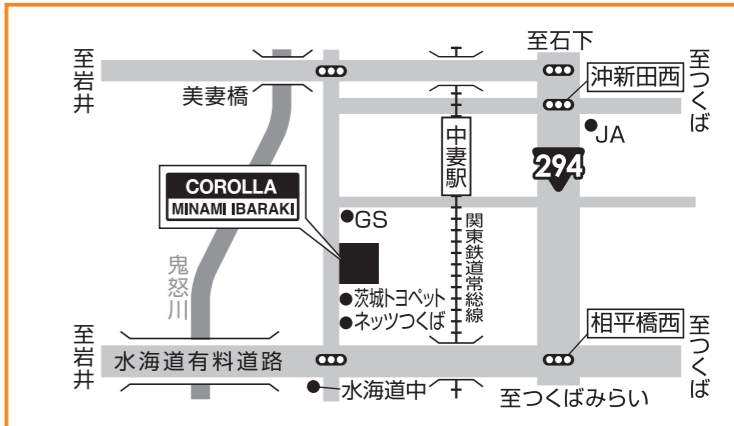 至石下
至岩井
至つくば
沖新田西
美妻橋
JA
中妻駅
294
COROLLA
MINAMI IBARAKI
GS
関東鉄道常総線
鬼怒川
茨城トヨペット
ネッツつくば
相平橋西
至岩井
水海道有料道路
至つくば
水海道中
至つくばみらい